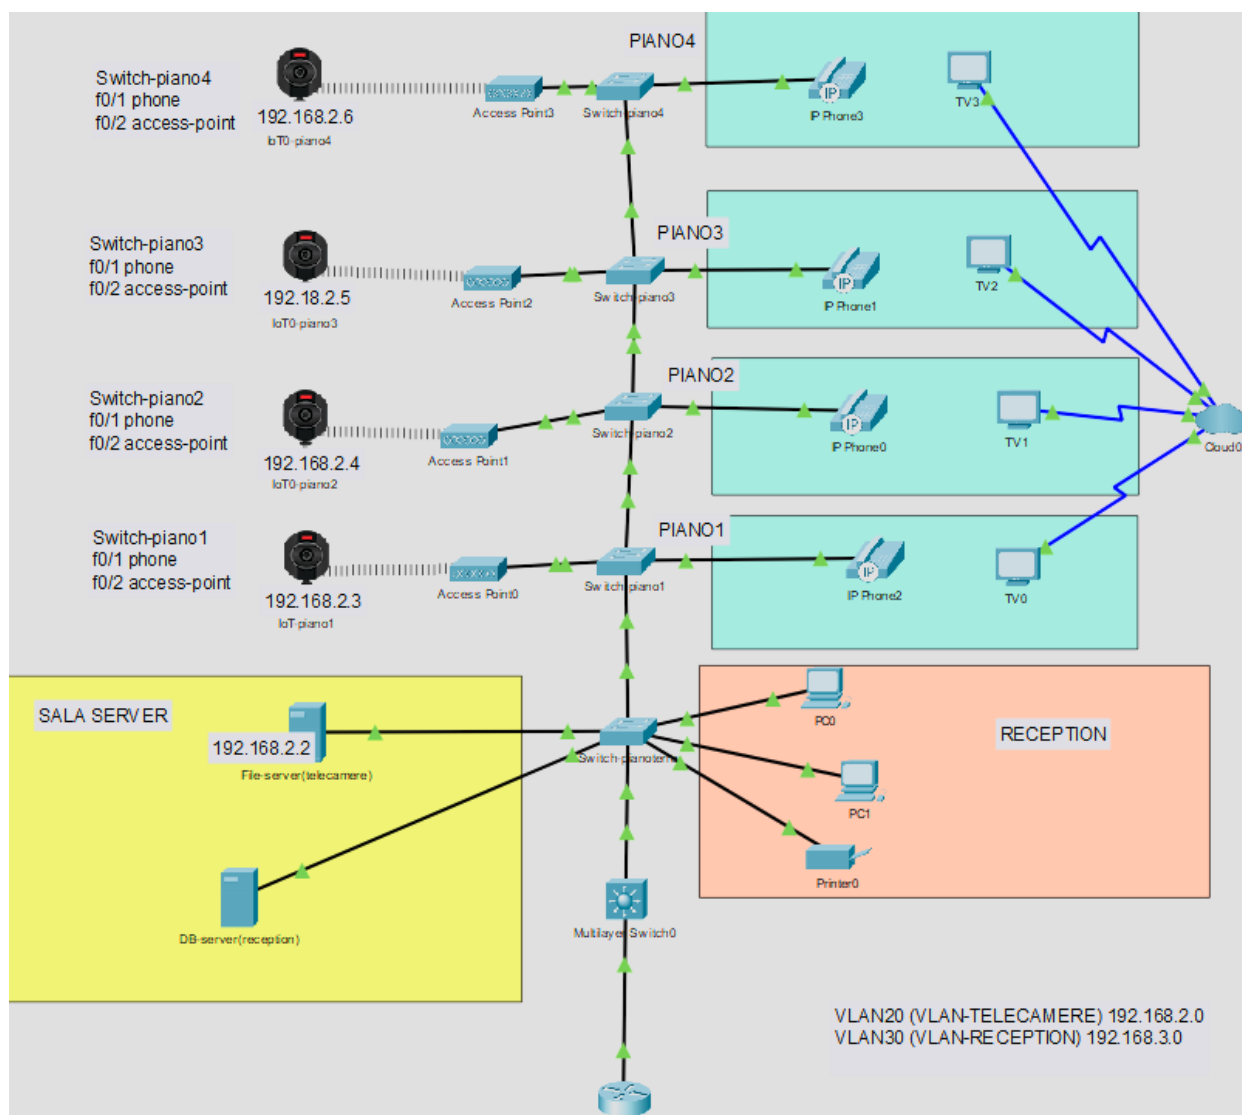 PIANO4
Switch-piano4
f0/1 phone
f0/2 access-point
192.168.2.6
IoT0-piano4
Access Point3
Switch-piano4
IP
IP Phone3
TV3
PIANO3
Switch-piano3
f0/1 phone
f0/2 access-point
192.18.2.5
IoT0-piano3
Access Point2
Switch-piano3
IP
IP Phone1
TV2
PIANO2
Switch-piano2
f0/1 phone
f0/2 access-point
192.168.2.4
IoT0-piano2
Access Point1
Switch-piano2
IP
IP Phone0
TV1
Cloud0
PIANO1
Switch-piano1
f0/1 phone
f0/2 access-point
192.168.2.3
IoT-piano1
Access Point0
Switch-piano1
IP
IP Phone2
TV0
SALA SERVER
192.168.2.2
File-server(telecamere)
DB-server(reception)
Switch-pianoterr
PC0
PC1
Printer0
RECEPTION
Multilayer Switch0
VLAN20 (VLAN-TELECAMERE) 192.168.2.0
VLAN30 (VLAN-RECEPTION) 192.168.3.0